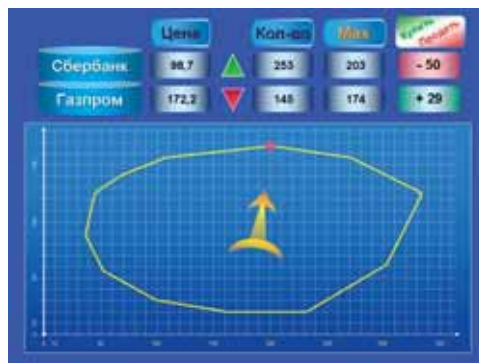 Цена Кол-во Max Купить Продать
Сбербанк 98,7 253 203 - 50
Газпром 172,2 145 174 + 29